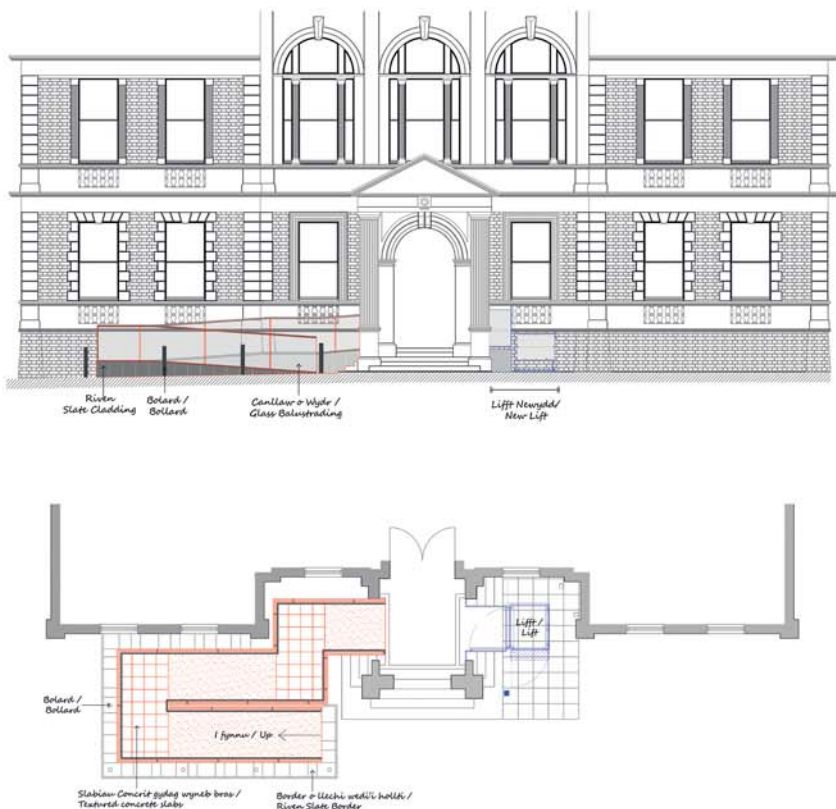 Riven
Slate Cladding
Bolard /
Bollard
Canllaw o Wydr /
Glass Balustrading
Lifft Newydd/
New Lift
Lifft /
Lift
Bolard /
Bollard
I fynnu / Up
Slabiau Concrit gydag wyneb bras /
Textured concrete slabs
Border o llechi wedi'i hollti /
Riven Slate Border